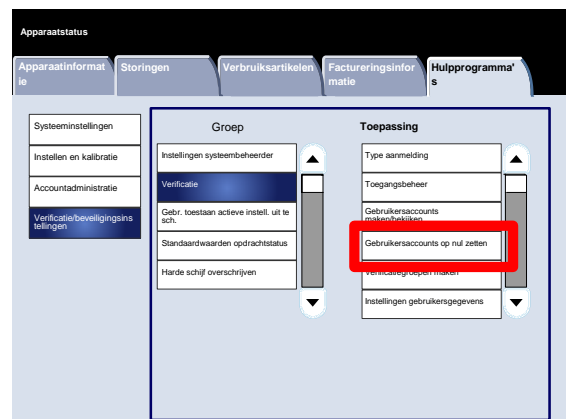 Apparaatstatus
Apparaatinformat
ie
Storingen
Verbruiksartikelen
Factureringsinfor
matie
Hulpprogramma'
s
Systeeminstellingen
Instellen en kalibratie
Accountadministratie
Verificatie/beveiligingsins
tellingen
Groep
Instellingen systeembeheerder
Verificatie
Gebr. toestaan actieve instell. uit te
sch.
Standaardwaarden opdrachtstatus
Harde schijf overschrijven
Toepassing
Type aanmelding
Toegangsbeheer
Gebruikersaccounts
maken/bekijken
Gebruikersaccounts op nul zetten
Verificatiegroepen maken
Instellingen gebruikersgegevens